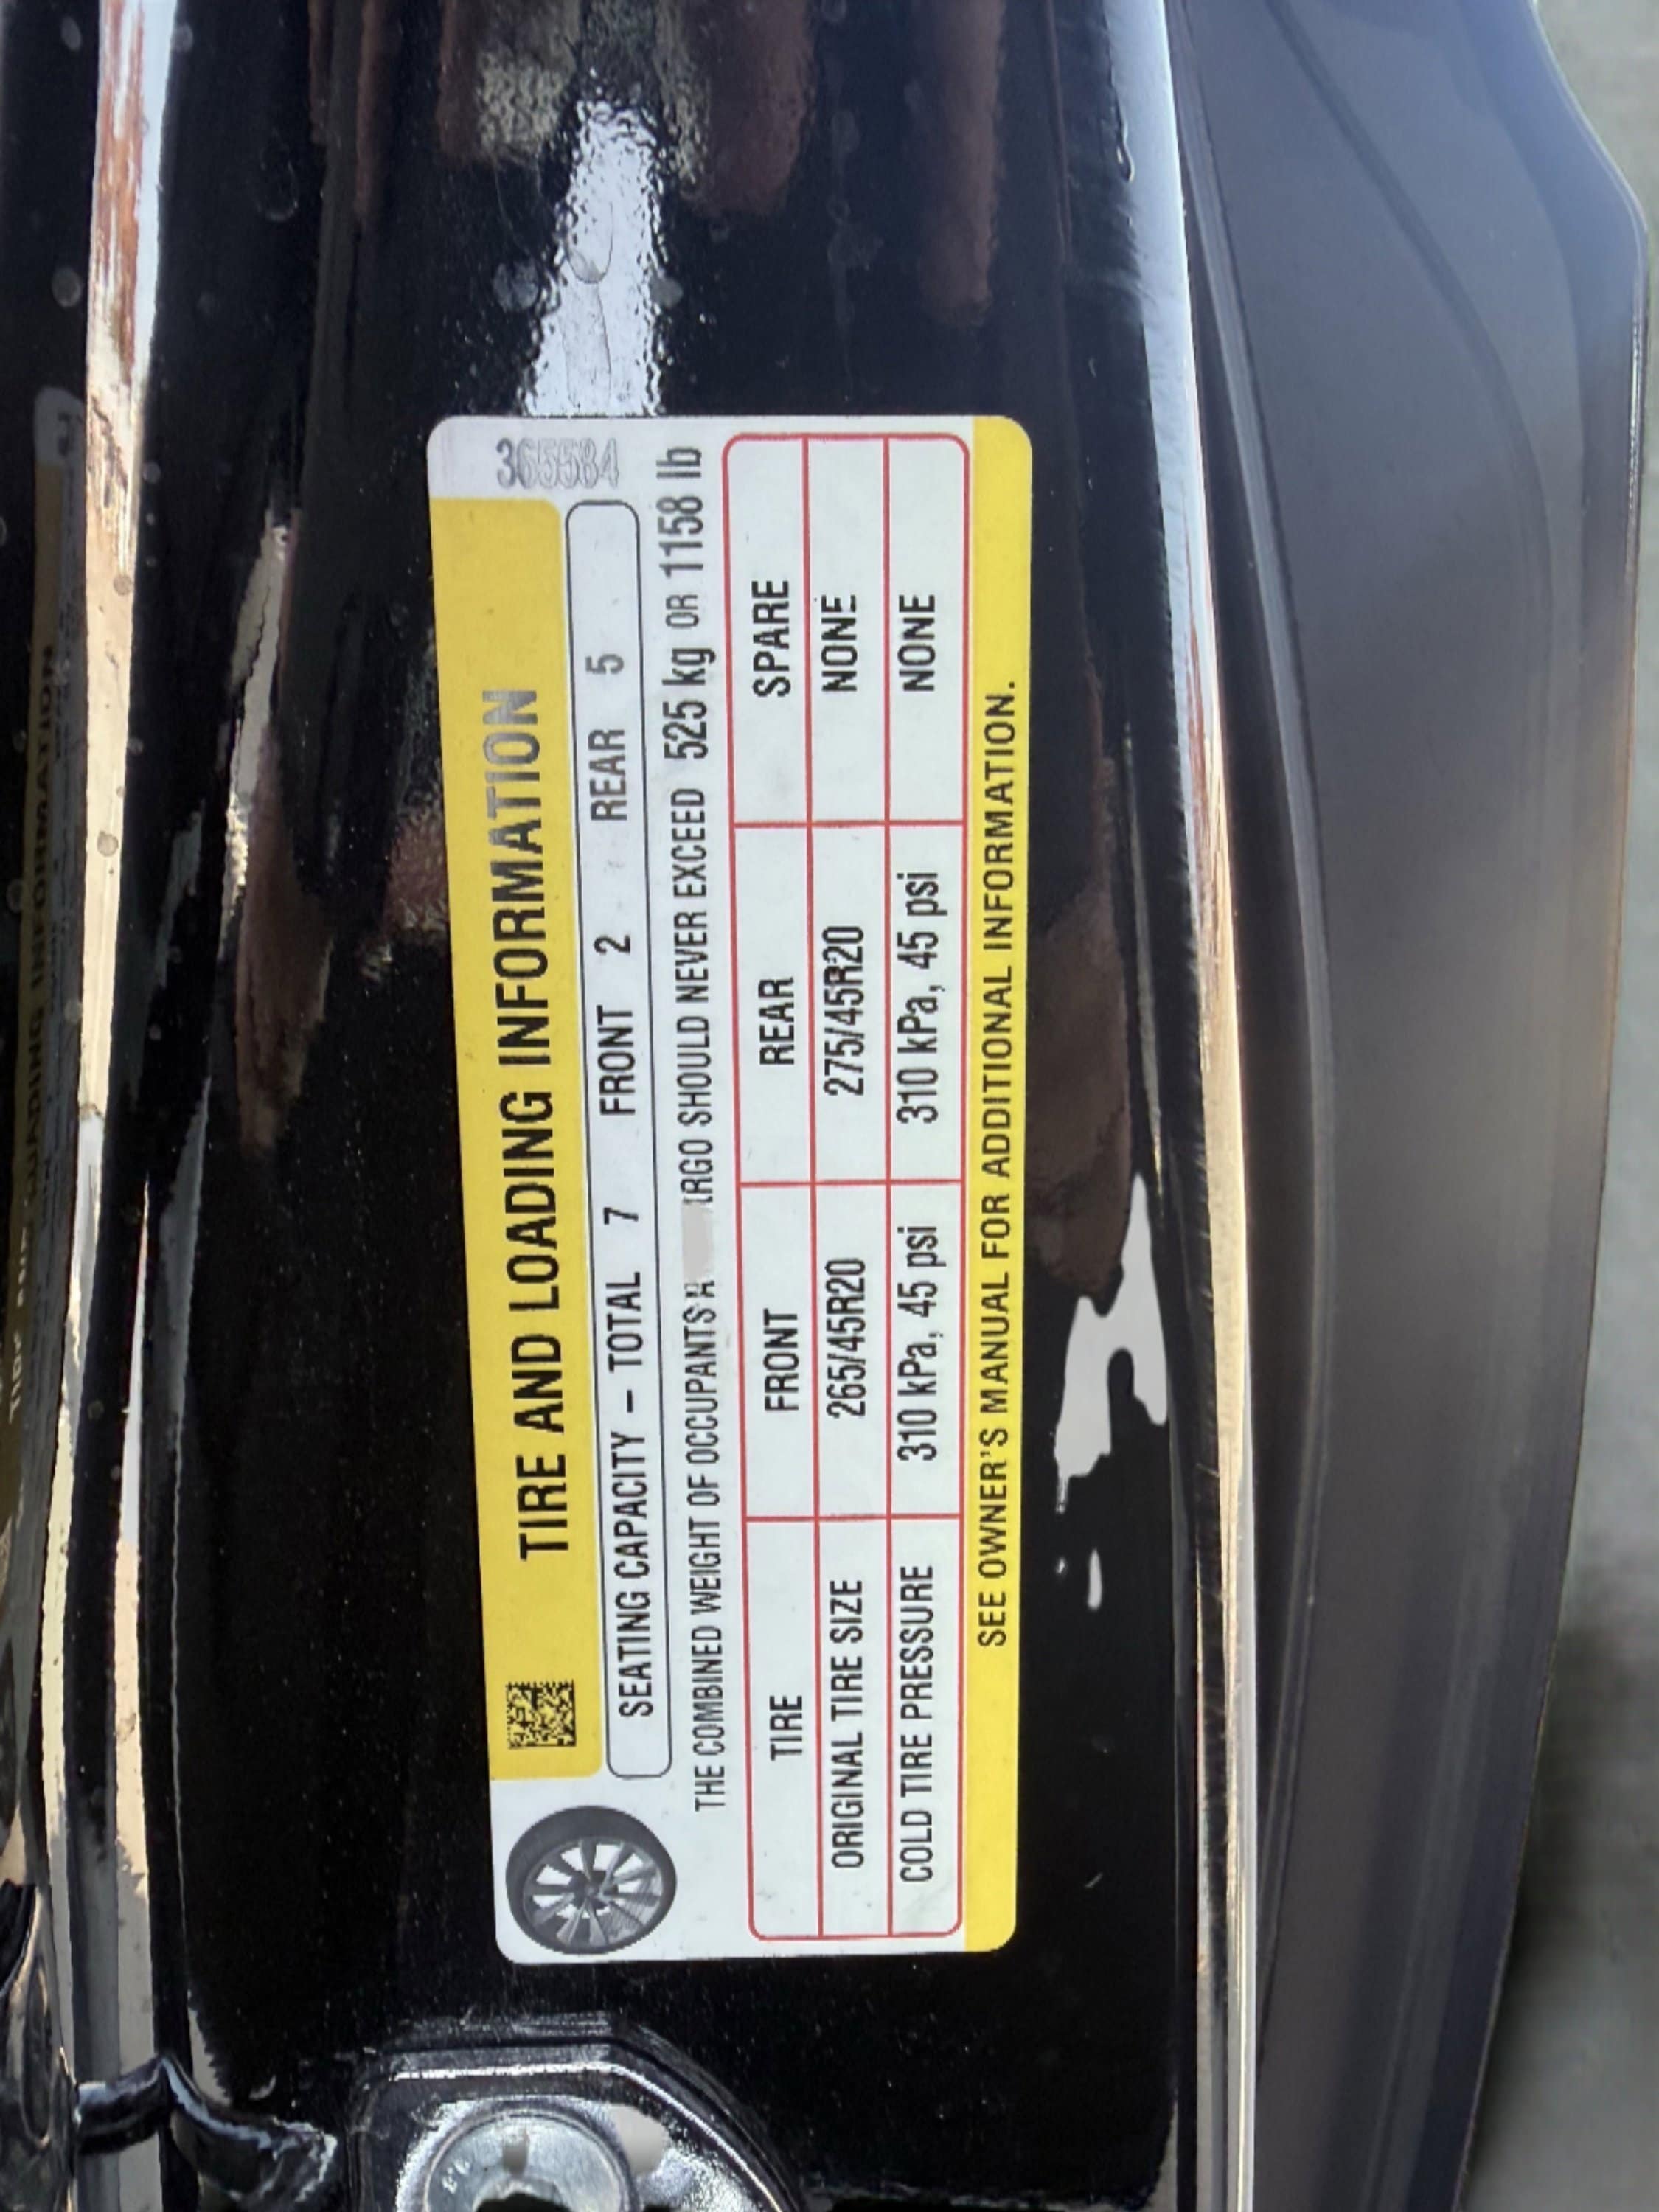 365584
TIRE AND LOADING INFORMATION
SEATING CAPACITY – TOTAL 7 FRONT 2 REAR 5
THE COMBINED WEIGHT OF OCCUPANTS SHOULD NEVER EXCEED 525 kg OR 1158 lb
TIRE FRONT REAR SPARE
ORIGINAL TIRE SIZE 265/45R20 275/45R20 NONE
COLD TIRE PRESSURE 310 kPa, 45 psi 310 kPa, 45 psi NONE
SEE OWNER'S MANUAL FOR ADDITIONAL INFORMATION.